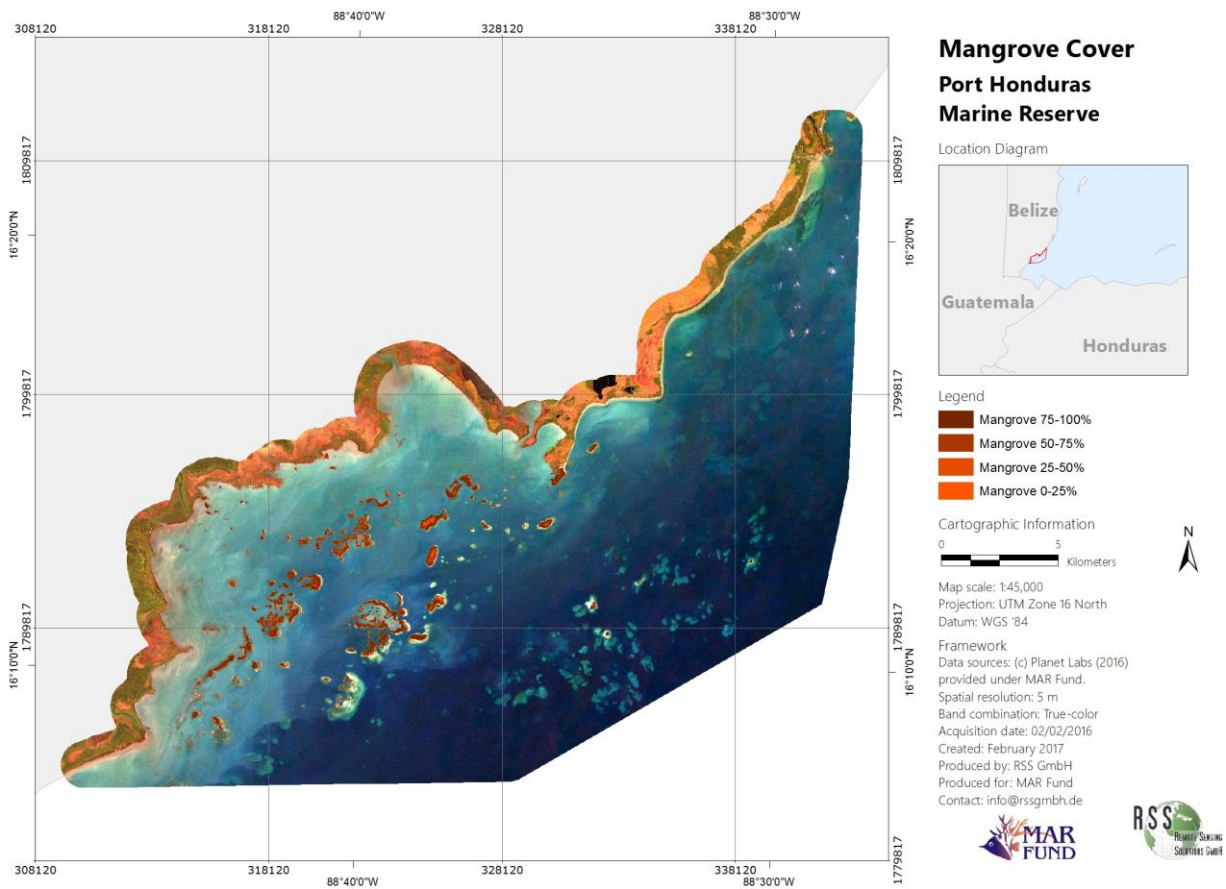 88°40'0"W
88°30'0"W
308120
318120
328120
338120
1809817
1809817
16°20'0"N
16°20'0"N
1799817
1799817
1789817
1789817
16°10'0"N
16°10'0"N
1779817
318120
328120
338120
88°40'0"W
88°30'0"W
Mangrove Cover
Port Honduras
Marine Reserve
Location Diagram
Belize
Guatemala
Honduras
Legend
Mangrove 75-100%
Mangrove 50-75%
Mangrove 25-50%
Mangrove 0-25%
Cartographic Information
0 5
Kilometers
N
Map scale: 1:45,000
Projection: UTM Zone 16 North
Datum: WGS '84
Framework
Data sources: (c) Planet Labs (2016)
provided under MAR Fund.
Spatial resolution: 5 m
Band combination: True-color
Acquisition date: 02/02/2016
Created: February 2017
Produced by: RSS GmbH
Produced for: MAR Fund
Contact: info@rssgmbh.de
MAR
FUND
RSS
Remote Sensing
Solutions GmbH